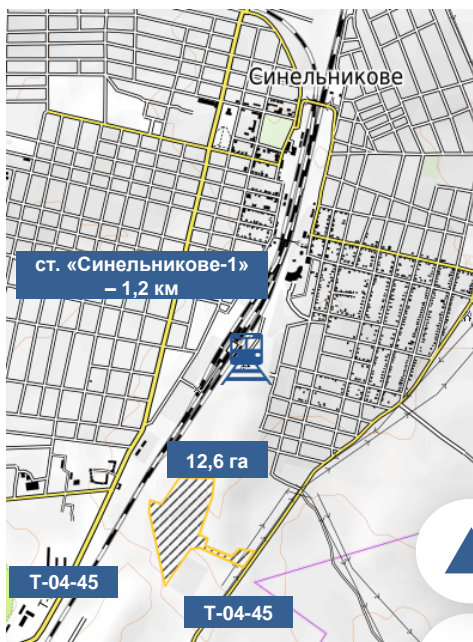 Синельникове
ст. «Синельникове-1»
– 1,2 км
12,6 га
Т-04-45
Т-04-45